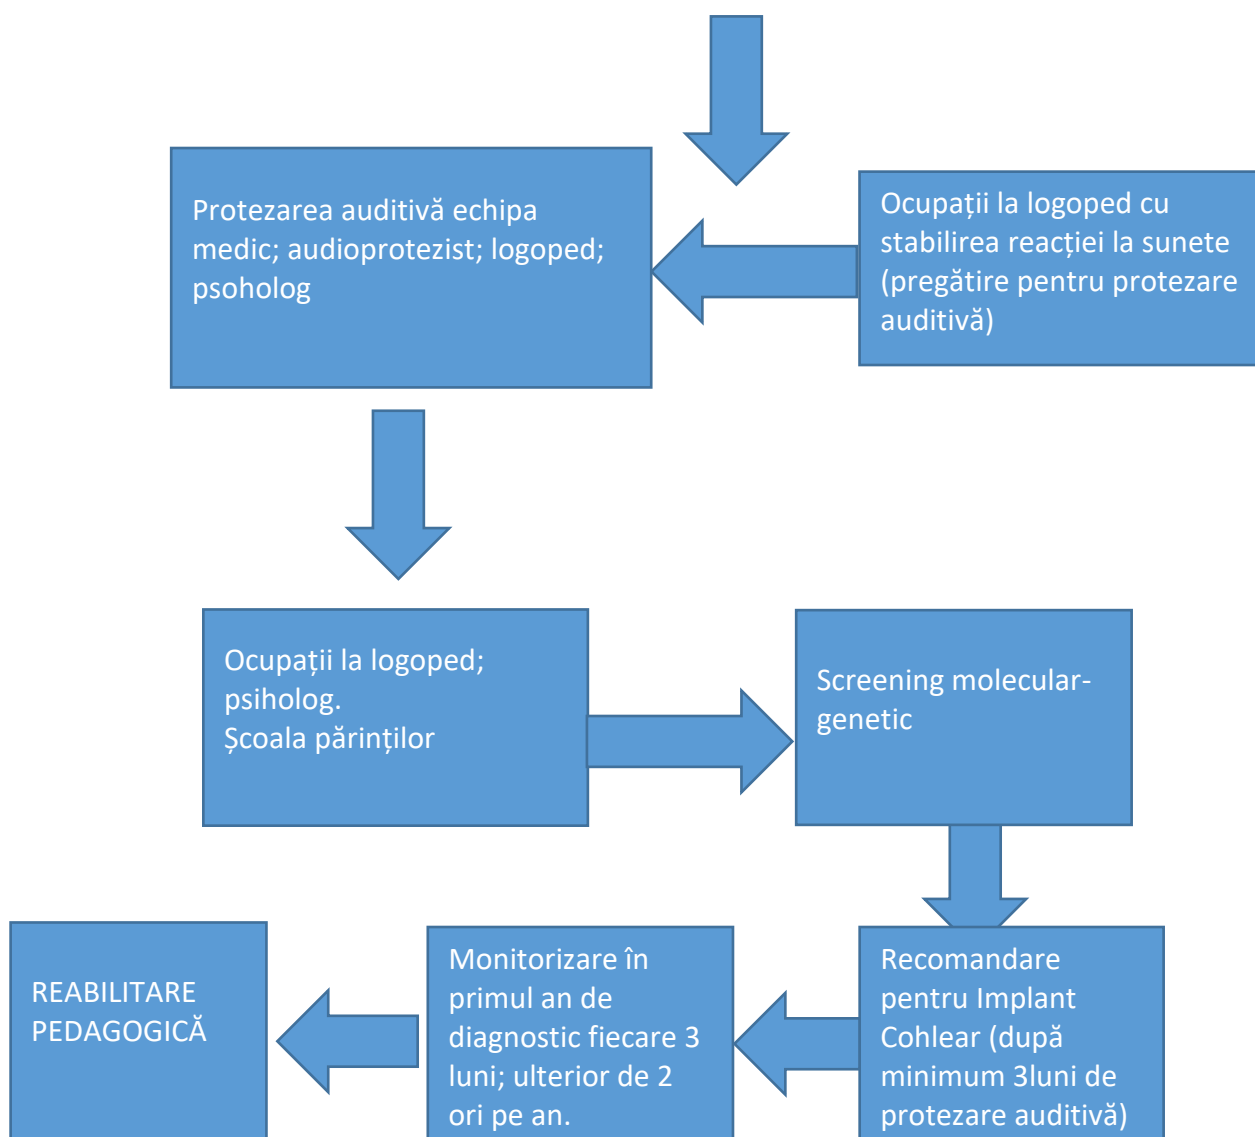 Protezarea auditivă echipa
medic; audioprotezist; logoped;
psoholog
Ocupații la logoped cu
stabilirea reacției la sunete
(pregătire pentru protezare
auditivă)
Ocupații la logoped;
psiholog.
Școala părinților
Screening molecular-
genetic
REABILITARE
PEDAGOGICĂ
Monitorizare în
primul an de
diagnostic fiecare 3
luni; ulterior de 2
ori pe an.
Recomandare
pentru Implant
Cohlear (după
minimum 3luni de
protezare auditivă)